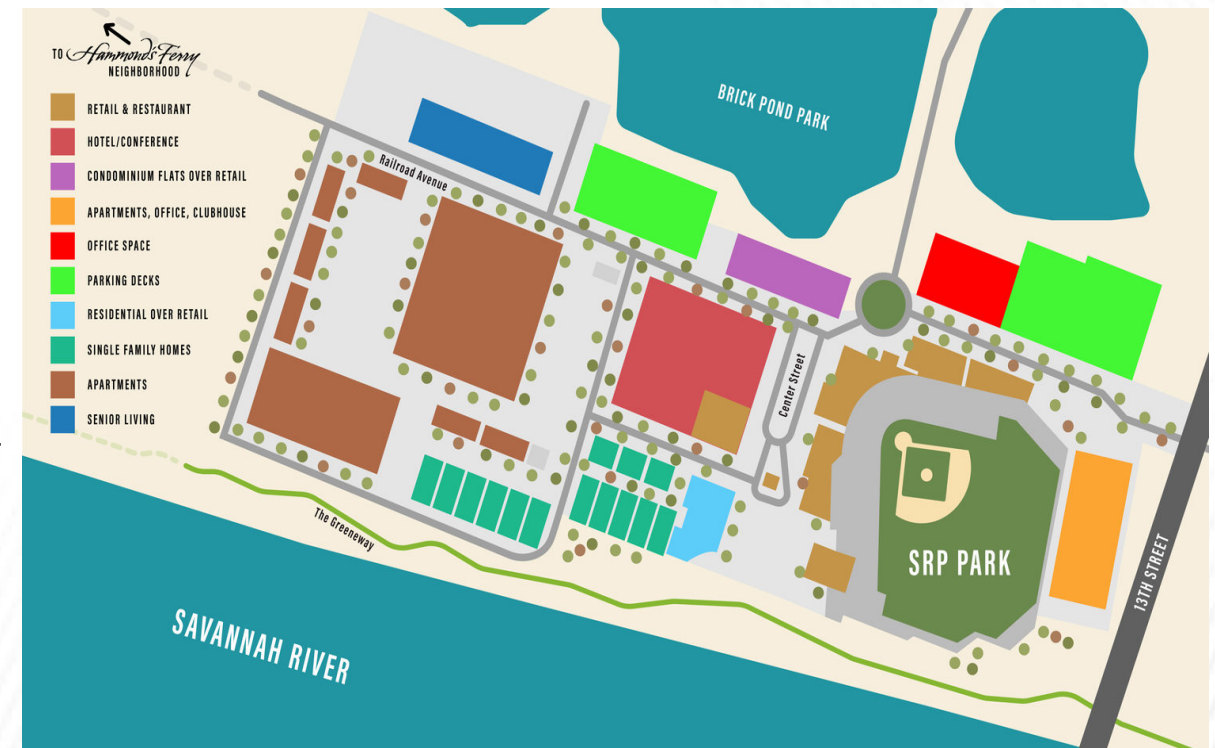 TO Hammond's Ferry
NEIGHBORHOOD
RETAIL & RESTAURANT
HOTEL/CONFERENCE
CONDOMINIUM FLATS OVER RETAIL
APARTMENTS, OFFICE, CLUBHOUSE
OFFICE SPACE
PARKING DECKS
RESIDENTIAL OVER RETAIL
SINGLE FAMILY HOMES
APARTMENTS
SENIOR LIVING
BRICK POND PARK
Railroad Avenue
Center Street
SRP PARK
13TH STREET
The Greeneway
SAVANNAH RIVER